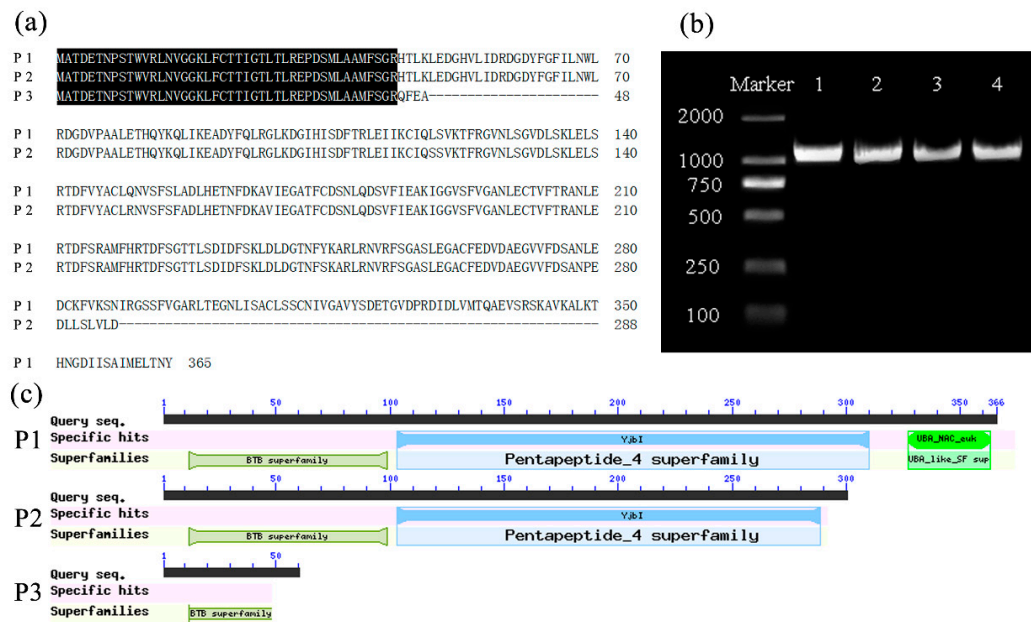 (a)
P 1 MATDETNPSTWVRLNVGGKLFCTTIGTLTLREPDSMLAAMFSGRHTLKLEDGHVLIDRDGDYFGFILNWL 70
P 2 MATDETNPSTWVRLNVGGKLFCTTIGTLTLREPDSMLAAMFSGRHTLKLEDGHVLIDRDGDYFGFILNWL 70
P 3 MATDETNPSTWVRLNVGGKLFCTTIGTLTLREPDSMLAAMFSGRQFEA---------------------- 48
P 1 RDGDVPAALETHQYKQLIKEADYFQLRGLKDGIHISDFTRLEIIKCIQLSVKTFRGVNLSGVDLSKLELS 140
P 2 RDGDVPAALETHQYKQLIKEADYFQLRGLKDGIHISDFTRLEIIKCIQSSVKTFRGVNLSGVDLSKLELS 140
P 1 RTDFVYACLQNVSFSLADLHETNFDKAVIEGATFCDSNLQDSVFIEAKIGGVSFVGANLECTVFTRANLE 210
P 2 RTDFVYACLRNVSFSFADLHETNFDKAVIEGATFCDSNLQDSVFIEAKIGGVSFVGANLECTVFTRANLE 210
P 1 RTDFSRAMFHRTDFSGTTLSDIDFSKLDLDGTNFYKARLRNVRFSGASLEGACFEDVDAEGVVFDSANLE 280
P 2 RTDFSRAMFHRTDFSGTTLSDIDFSKLDLDGTNFSKARLRNVRFSGASLEGACFEDVDAEGVVFDSANPE 280
P 1 DCKFVKSNIRGSSFVGARLTEGNLISACLSSCNIVGAVYSDETGVDPRDIDLVMTQAEVSRSKAVKALKT 350
P 2 DLLSLVLD-------------------------------------------------------------- 288
P 1 HNGDIISAIMELTNY 365
(b)
Marker 1 2 3 4
2000
1000
750
500
250
100
(c)
P1
1 50 100 150 200 250 300 350 366
Query seq.
Specific hits YjbI UBA_NAC_euk
Superfamilies BTB superfamily Pentapeptide_4 superfamily UBA_like_SF sup
P2
1 50 100 150 200 250 300
Query seq.
Specific hits YjbI
Superfamilies BTB superfamily Pentapeptide_4 superfamily
P3
1 50
Query seq.
Specific hits
Superfamilies BTB superfamily